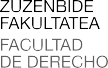 ZUZENBIDE
FAKULTATEA
FACULTAD
DE DERECHO